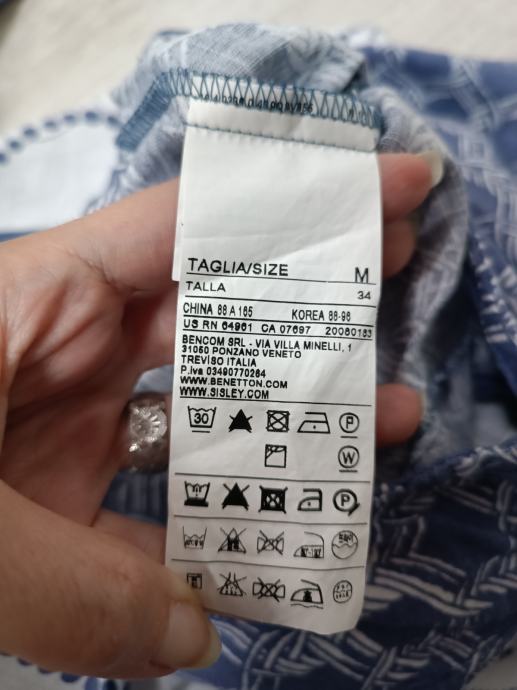 TAGLIA/SIZE M
TALLA 34
CHINA 88 A 165 KOREA 88-96
US RN 64961 CA 07697 20080183
BENCOM SRL - VIA VILLA MINELLI, 1
31050 PONZANO VENETO
TREVISO ITALIA
P.iva 03490770264
WWW.BENETTON.COM
WWW.SISLEY.COM
30 P
W
P